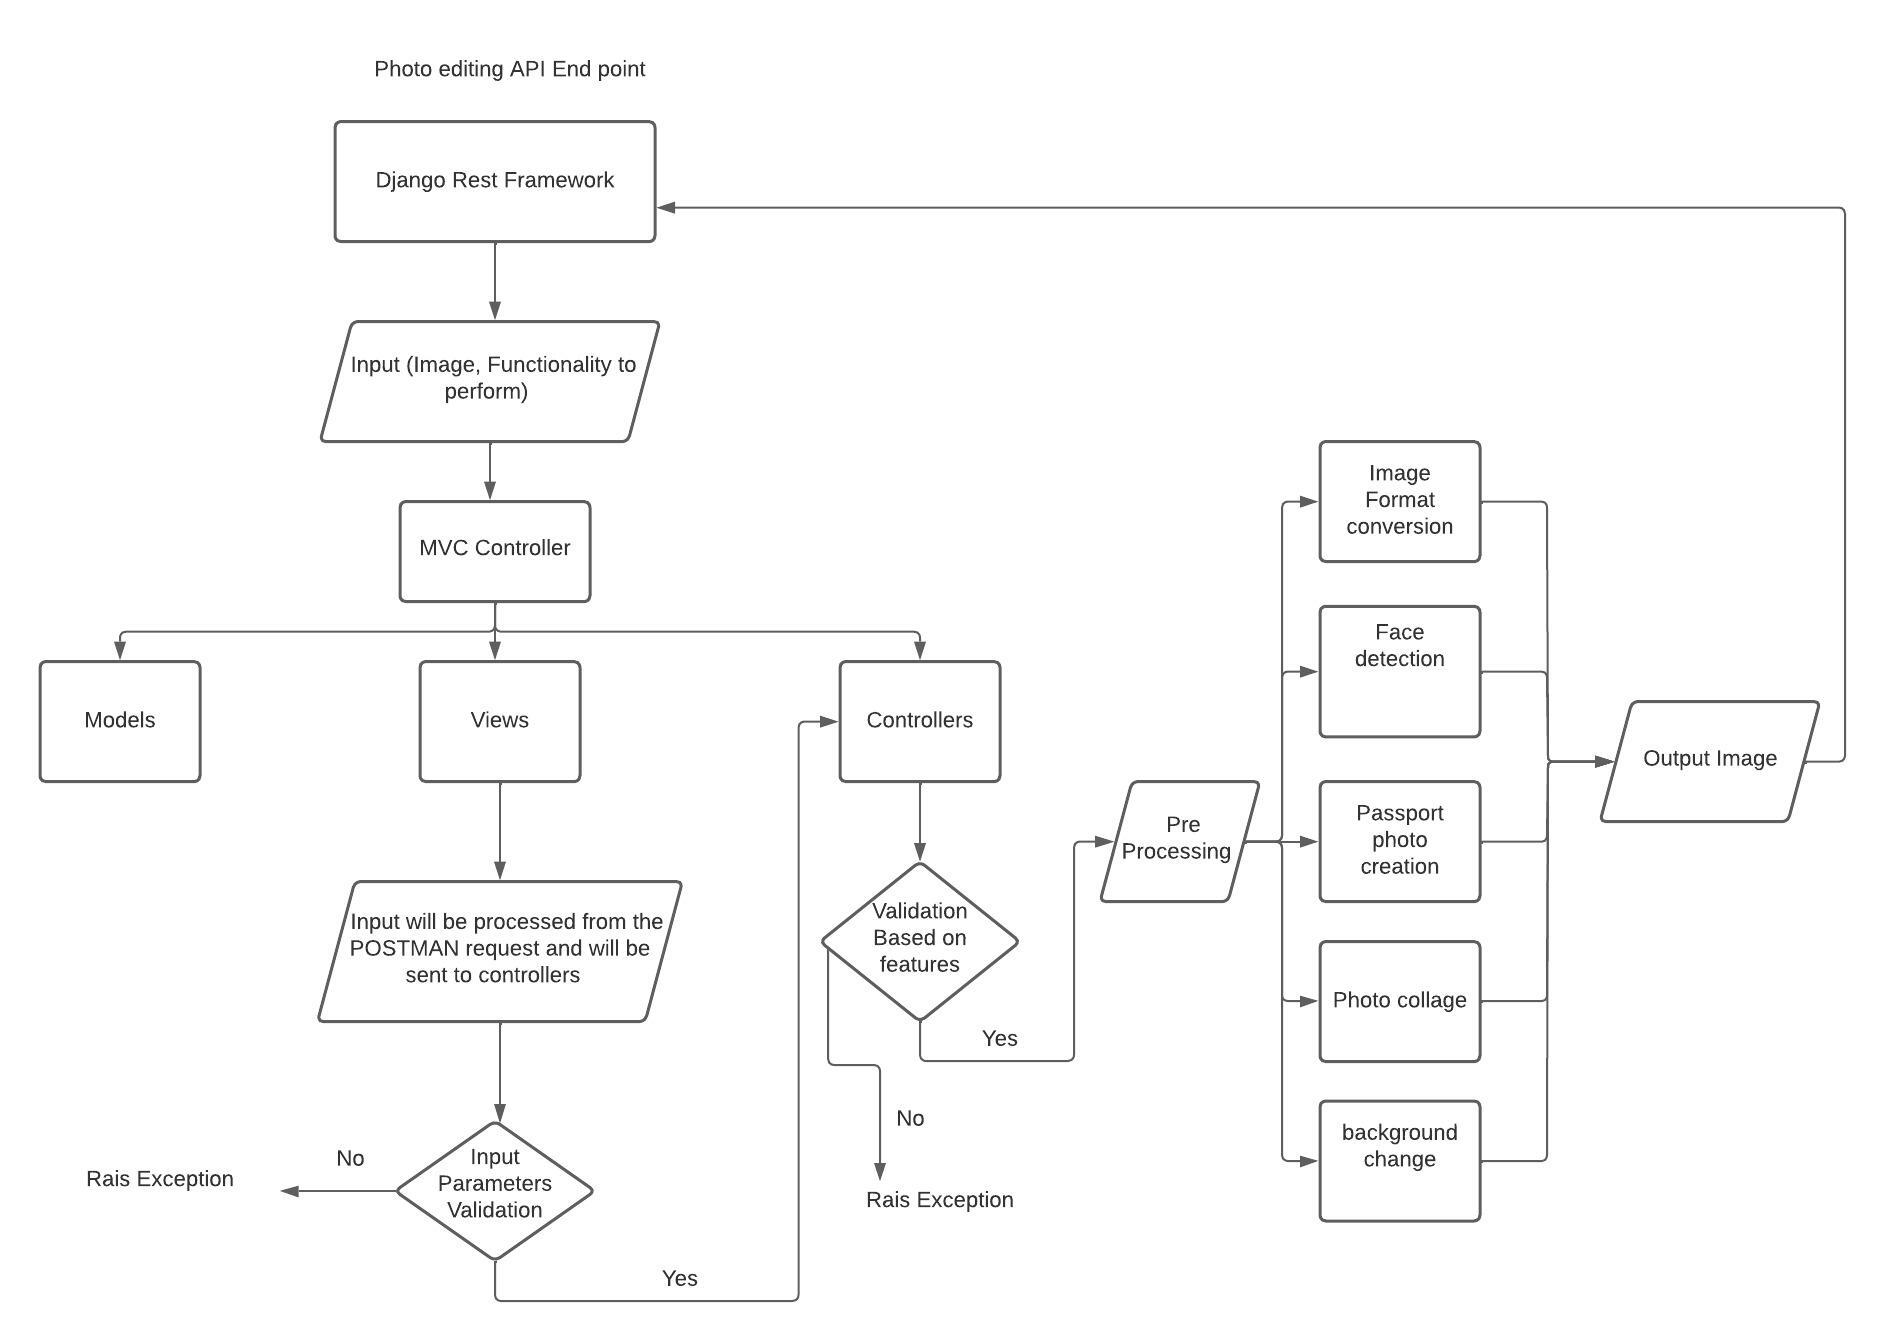 Photo editing API End point
Django Rest Framework
Input (Image, Functionality to
perform)
MVC Controller
Models
Views
Controllers
Input will be processed from the
POSTMAN request and will be
sent to controllers
Input
Parameters
Validation
No
Rais Exception
Yes
Validation
Based on
features
No
Rais Exception
Yes
Pre
Processing
Image
Format
conversion
Face
detection
Passport
photo
creation
Photo collage
background
change
Output Image